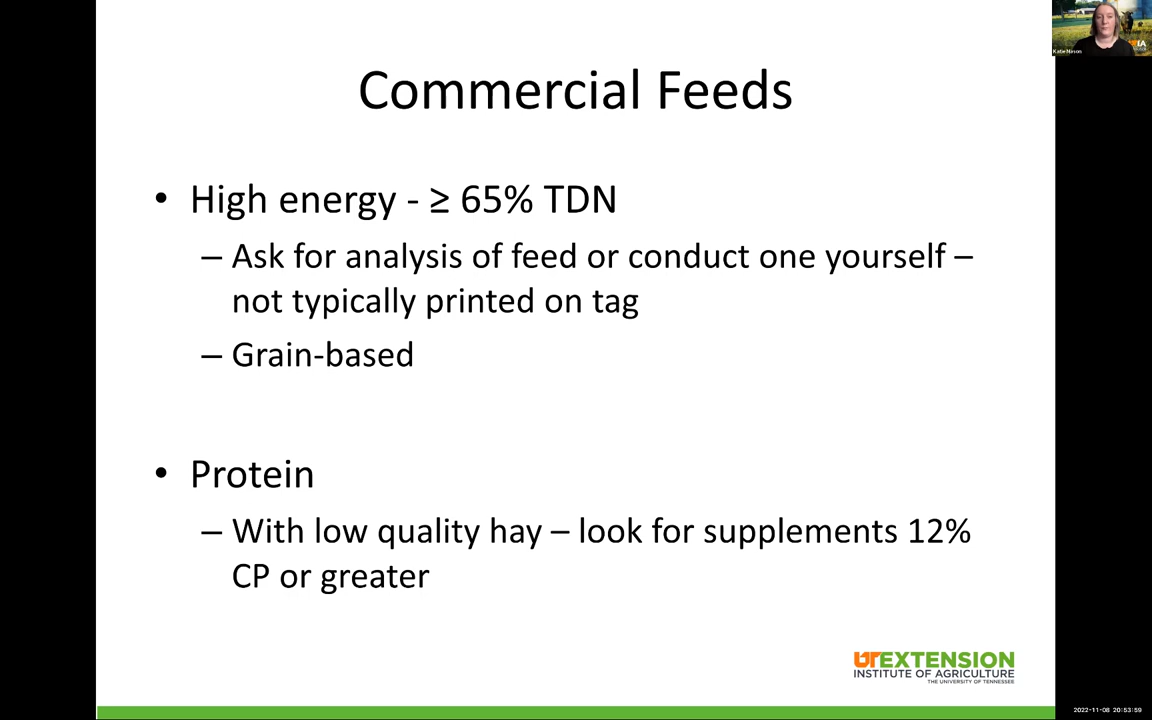 Commercial Feeds
• High energy - ≥ 65% TDN
– Ask for analysis of feed or conduct one yourself –
not typically printed on tag
– Grain-based
• Protein
– With low quality hay – look for supplements 12%
CP or greater
UTEXTENSION
INSTITUTE OF AGRICULTURE
THE UNIVERSITY OF TENNESSEE
Katie Mason
2022-11-08 20:53:59